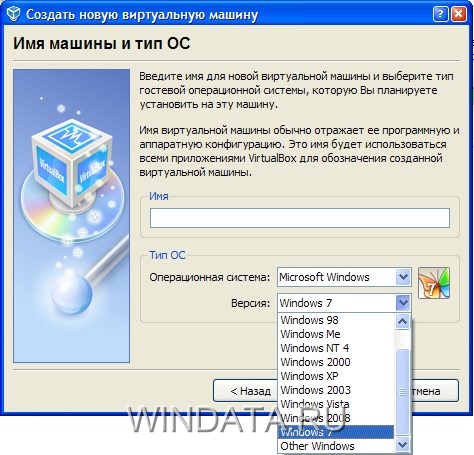 Создать новую виртуальную машину
Имя машины и тип ОС
Введите имя для новой виртуальной машины и выберите тип
гостевой операционной системы, которую Вы планируете
установить на эту машину.
Имя виртуальной машины обычно отражает ее программную и
аппаратную конфигурацию. Это имя будет использоваться
всеми приложениями VirtualBox для обозначения созданной
виртуальной машины.
VirtualBox
VirtualBox
Имя
Тип ОС
Операционная система: Microsoft Windows
7
Версия: Windows 7
Windows 98
Windows Me
Windows NT 4
Windows 2000
Windows XP
Windows 2003
Windows Vista
Windows 2008
Windows 7
Other Windows
< Назад
WINDATA.RU